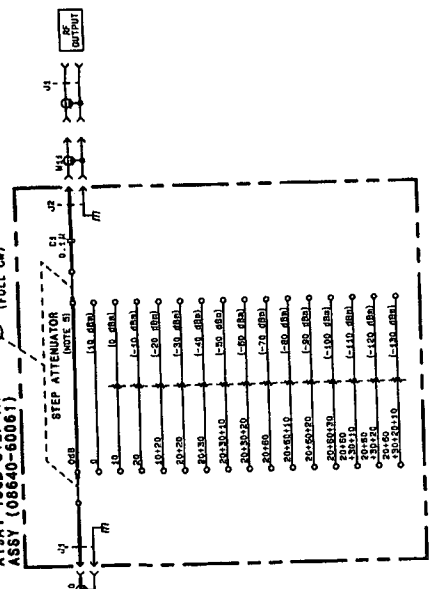 (FULL CW)
ASSY (08640-60061)
STEP ATTENUATOR
(NOTE 5)
0dB
C1
0.1µ
J2
W11
J1
RF
OUTPUT
J1
0 (10 dBm)
10 (0 dBm)
20 (-10 dBm)
10+20 (-20 dBm)
20+20 (-30 dBm)
20+30 (-40 dBm)
20+30+10 (-50 dBm)
20+30+20 (-60 dBm)
20+60 (-70 dBm)
20+60+10 (-80 dBm)
20+60+20 (-90 dBm)
20+60+30 (-100 dBm)
20+60
+30+10 (-110 dBm)
20+60
+30+20 (-120 dBm)
20+60
+30+20+10 (-130 dBm)